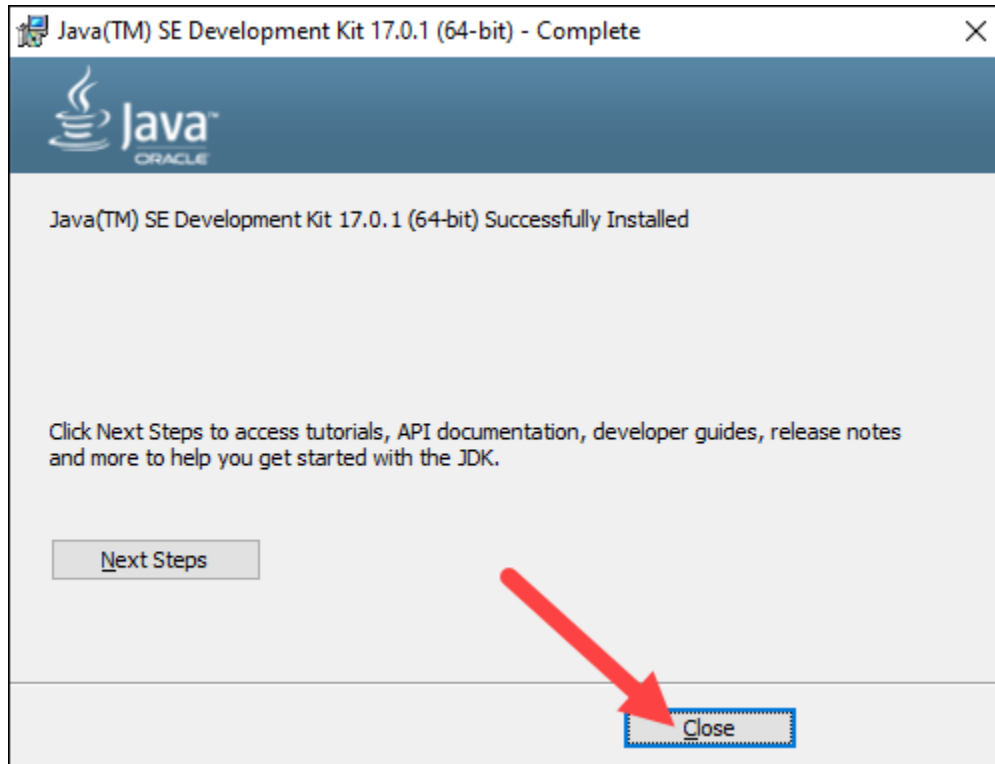 Java(TM) SE Development Kit 17.0.1 (64-bit) - Complete
Java™
ORACLE
Java(TM) SE Development Kit 17.0.1 (64-bit) Successfully Installed
Click Next Steps to access tutorials, API documentation, developer guides, release notes
and more to help you get started with the JDK.
Next Steps
Close